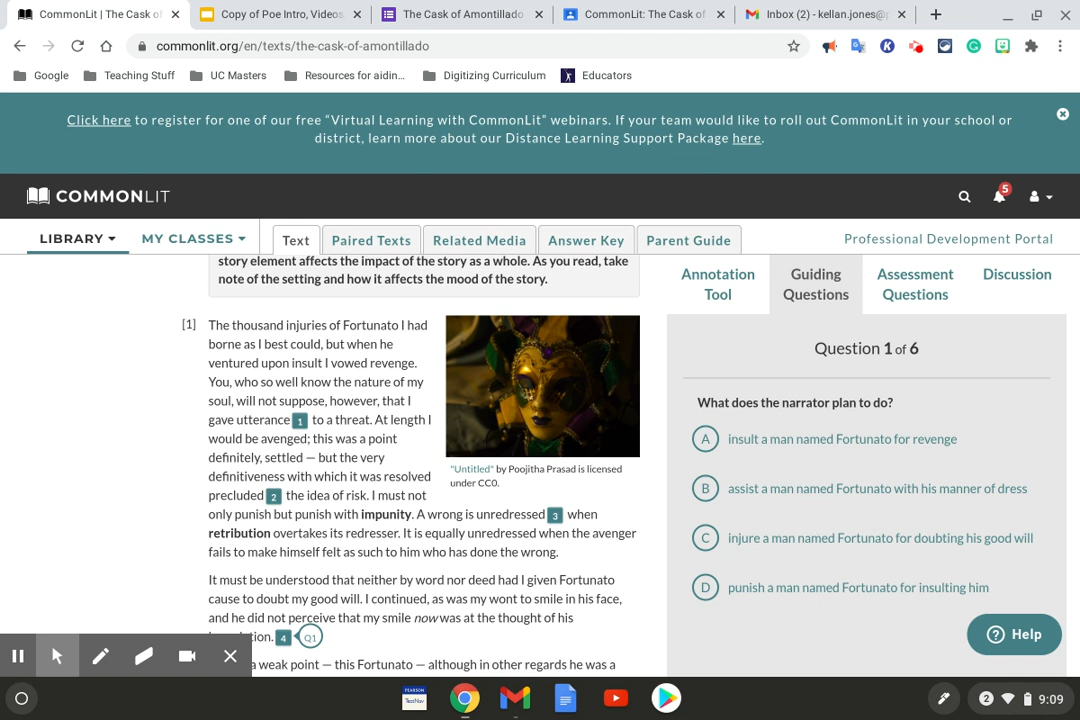 CommonLit | The Cask of
Copy of Poe Intro, Videos,
The Cask of Amontillado
CommonLit: The Cask of
Inbox (2) - kellan.jones@
commonlit.org/en/texts/the-cask-of-amontillado
Google
Teaching Stuff
UC Masters
Resources for aidin...
Digitizing Curriculum
Educators
Click here to register for one of our free “Virtual Learning with CommonLit” webinars. If your team would like to roll out CommonLit in your school or
district, learn more about our Distance Learning Support Package here.
COMMONLIT
5
LIBRARY
MY CLASSES
Text
Paired Texts
Related Media
Answer Key
Parent Guide
Professional Development Portal
story element affects the impact of the story as a whole. As you read, take
note of the setting and how it affects the mood of the story.
[1]
The thousand injuries of Fortunato I had
borne as I best could, but when he
ventured upon insult I vowed revenge.
You, who so well know the nature of my
soul, will not suppose, however, that I
gave utterance 1 to a threat. At length I
would be avenged; this was a point
definitely, settled — but the very
definitiveness with which it was resolved
precluded 2 the idea of risk. I must not
only punish but punish with impunity. A wrong is unredressed 3 when
retribution overtakes its redresser. It is equally unredressed when the avenger
fails to make himself felt as such to him who has done the wrong.
"Untitled" by Poojitha Prasad is licensed
under CC0.
It must be understood that neither by word nor deed had I given Fortunato
cause to doubt my good will. I continued, as was my wont to smile in his face,
and he did not perceive that my smile now was at the thought of his
tion. 4 Q1
a weak point — this Fortunato — although in other regards he was a
Annotation
Tool
Guiding
Questions
Assessment
Questions
Discussion
Question 1 of 6
What does the narrator plan to do?
A insult a man named Fortunato for revenge
B assist a man named Fortunato with his manner of dress
C injure a man named Fortunato for doubting his good will
D punish a man named Fortunato for insulting him
Help
PEARSON
TestNav
2
9:09